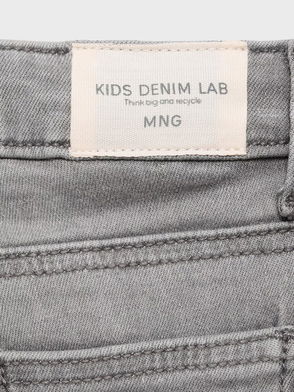 KIDS DENIM LAB
Think big and recycle
MNG